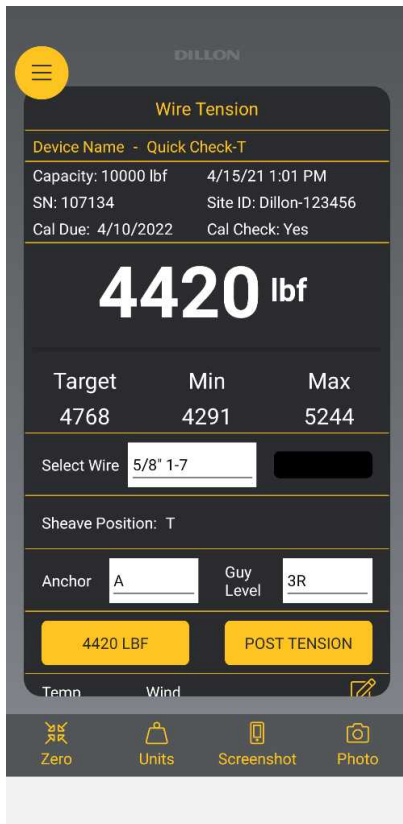 DILLON
Wire Tension
Device Name - Quick Check-T
Capacity: 10000 lbf 4/15/21 1:01 PM
SN: 107134 Site ID: Dillon-123456
Cal Due: 4/10/2022 Cal Check: Yes
4420 lbf
Target Min Max
4768 4291 5244
Select Wire 5/8" 1-7
Sheave Position: T
Anchor A Guy Level 3R
4420 LBF POST TENSION
Temp Wind
Zero Units Screenshot Photo